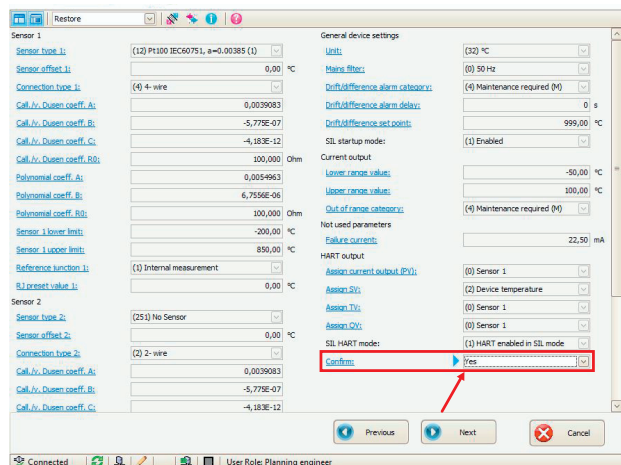 Restore
Sensor 1
Sensor type 1: (12) Pt100 IEC60751, a=0.00385 (1)
Sensor offset 1: 0,00 °C
Connection type 1: (4) 4- wire
Call./v. Dusen coeff. A: 0,0039083
Call./v. Dusen coeff. B: -5,775E-07
Call./v. Dusen coeff. C: -4,183E-12
Call./v. Dusen coeff. R0: 100,000 Ohm
Polynomial coeff. A: 0,0054963
Polynomial coeff. B: 6,7556E-06
Polynomial coeff. R0: 100,000 Ohm
Sensor 1 lower limit: -200,00 °C
Sensor 1 upper limit: 850,00 °C
Reference junction 1: (1) Internal measurement
RJ preset value 1: 0,00 °C
Sensor 2
Sensor type 2: (251) No Sensor
Sensor offset 2: 0,00 °C
Connection type 2: (2) 2- wire
Call./v. Dusen coeff. A: 0,0039083
Call./v. Dusen coeff. B: -5,775E-07
Call./v. Dusen coeff. C: -4,183E-12
General device settings
Unit: (32) °C
Mains filter: (0) 50 Hz
Drift/difference alarm category: (4) Maintenance required (M)
Drift/difference alarm delay: 0 s
Drift/difference set point: 999,00 °C
SIL startup mode: (1) Enabled
Current output
Lower range value: -50,00 °C
Upper range value: 100,00 °C
Out of range category: (4) Maintenance required (M)
Not used parameters
Failure current: 22,50 mA
HART output
Assign current output (PV): (0) Sensor 1
Assign SV: (2) Device temperature
Assign TV: (0) Sensor 1
Assign QV: (0) Sensor 1
SIL HART mode: (1) HART enabled in SIL mode
Confirm: Yes
Previous Next Cancel
Connected User Role: Planning engineer